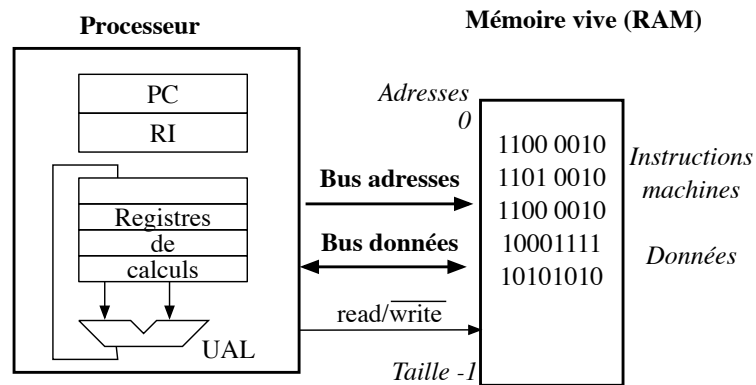 Processeur
Mémoire vive (RAM)
PC
RI
Registres
de
calculs
UAL
Bus adresses
Bus données
read/write
Adresses
0
1100 0010
1101 0010
1100 0010
10001111
10101010
Taille -1
Instructions
machines
Données